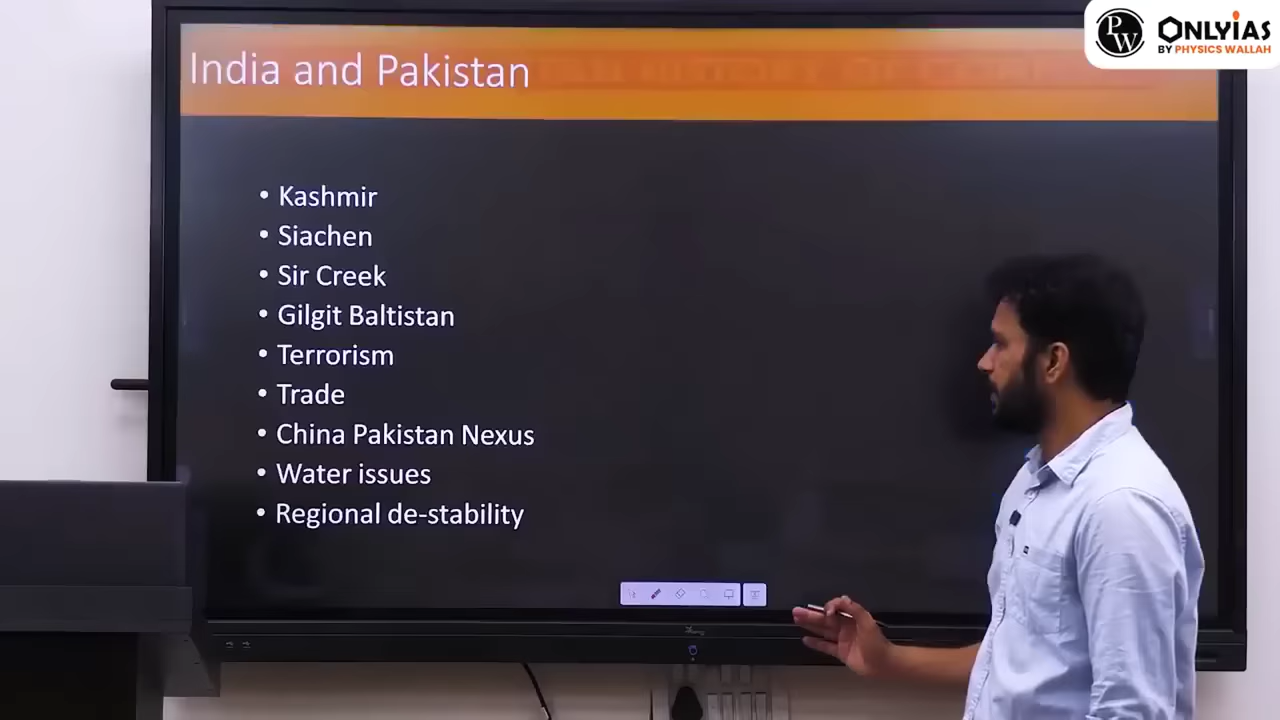 PW
ONLYIAS
BY PHYSICS WALLAH
India and Pakistan
• Kashmir
• Siachen
• Sir Creek
• Gilgit Baltistan
• Terrorism
• Trade
• China Pakistan Nexus
• Water issues
• Regional de-stability